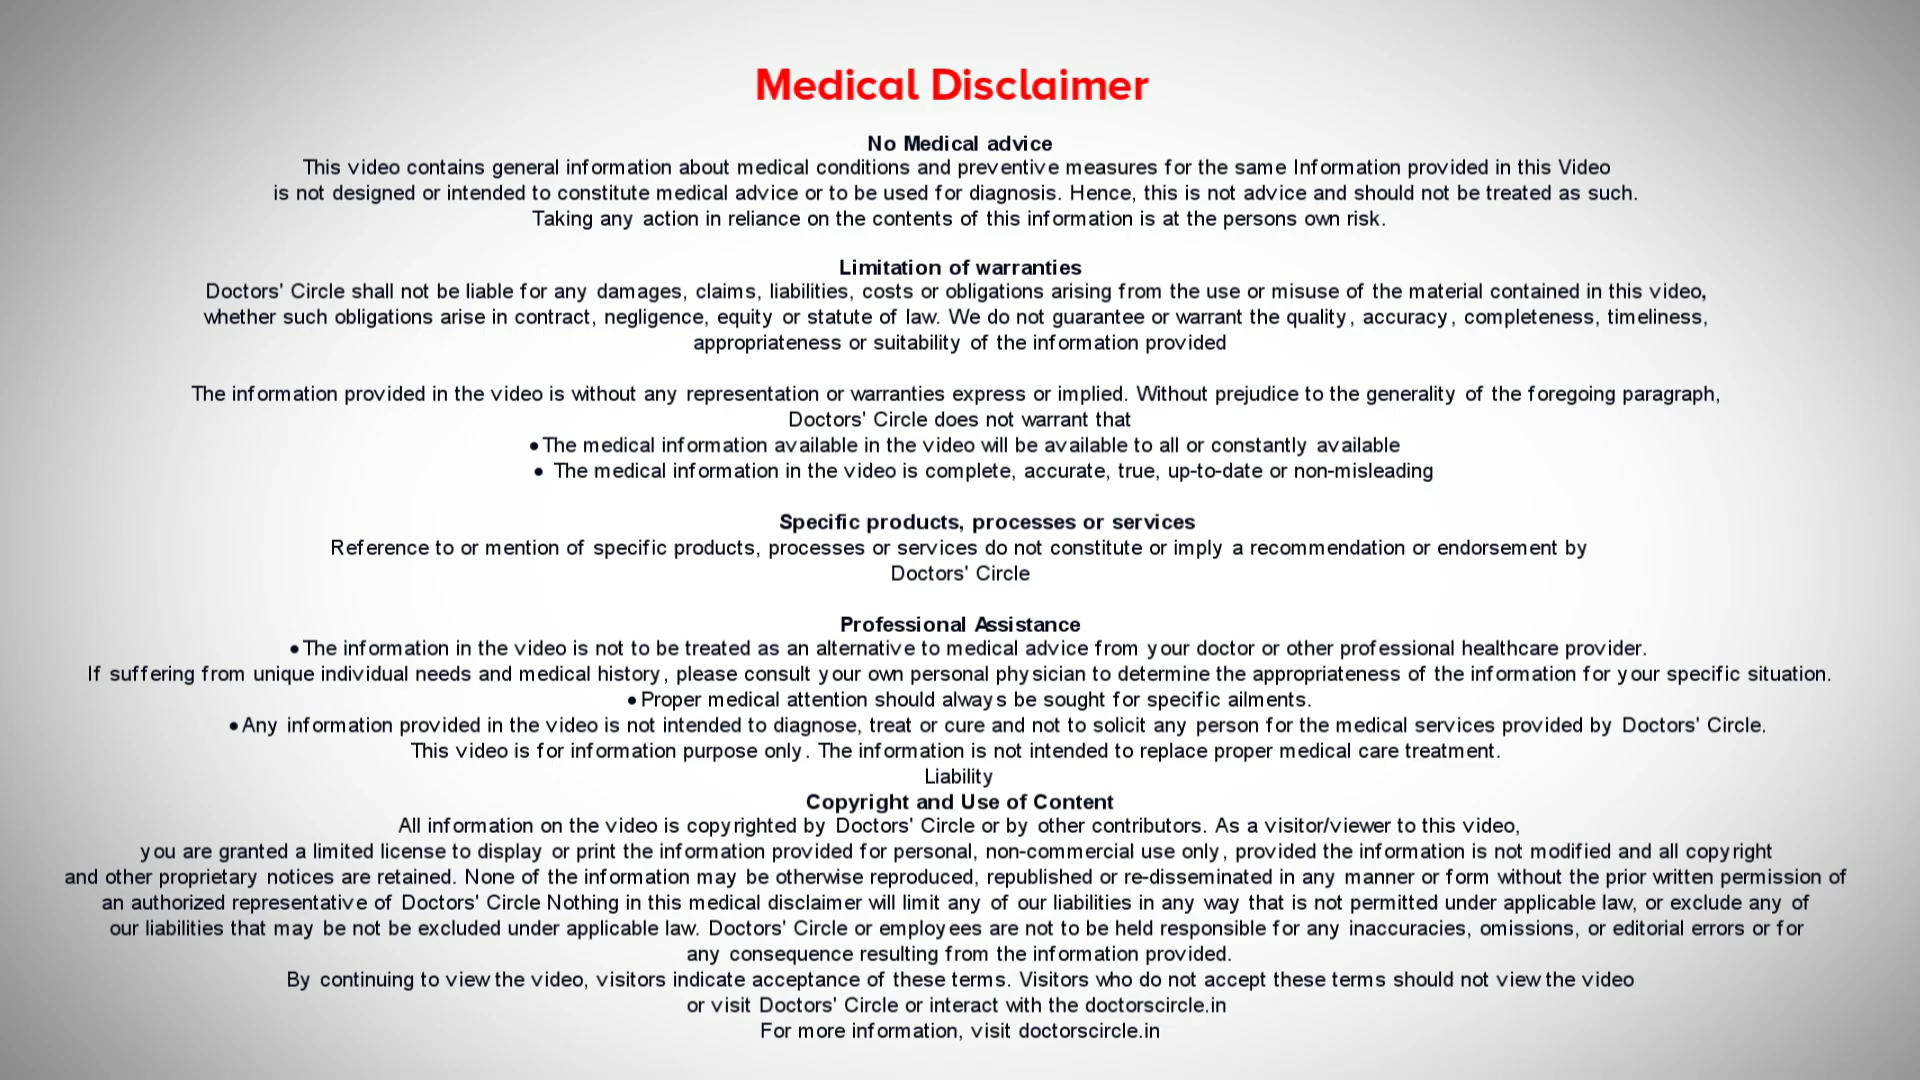 Medical Disclaimer
No Medical advice
This video contains general information about medical conditions and preventive measures for the same Information provided in this Video
is not designed or intended to constitute medical advice or to be used for diagnosis. Hence, this is not advice and should not be treated as such.
Taking any action in reliance on the contents of this information is at the persons own risk.
Limitation of warranties
Doctors' Circle shall not be liable for any damages, claims, liabilities, costs or obligations arising from the use or misuse of the material contained in this video,
whether such obligations arise in contract, negligence, equity or statute of law. We do not guarantee or warrant the quality, accuracy, completeness, timeliness,
appropriateness or suitability of the information provided
The information provided in the video is without any representation or warranties express or implied. Without prejudice to the generality of the foregoing paragraph,
Doctors' Circle does not warrant that
• The medical information available in the video will be available to all or constantly available
• The medical information in the video is complete, accurate, true, up-to-date or non-misleading
Specific products, processes or services
Reference to or mention of specific products, processes or services do not constitute or imply a recommendation or endorsement by
Doctors' Circle
Professional Assistance
• The information in the video is not to be treated as an alternative to medical advice from your doctor or other professional healthcare provider.
If suffering from unique individual needs and medical history, please consult your own personal physician to determine the appropriateness of the information for your specific situation.
• Proper medical attention should always be sought for specific ailments.
• Any information provided in the video is not intended to diagnose, treat or cure and not to solicit any person for the medical services provided by Doctors' Circle.
This video is for information purpose only. The information is not intended to replace proper medical care treatment.
Liability
Copyright and Use of Content
All information on the video is copyrighted by Doctors' Circle or by other contributors. As a visitor/viewer to this video,
you are granted a limited license to display or print the information provided for personal, non-commercial use only, provided the information is not modified and all copyright
and other proprietary notices are retained. None of the information may be otherwise reproduced, republished or re-disseminated in any manner or form without the prior written permission of
an authorized representative of Doctors' Circle Nothing in this medical disclaimer will limit any of our liabilities in any way that is not permitted under applicable law, or exclude any of
our liabilities that may be not be excluded under applicable law. Doctors' Circle or employees are not to be held responsible for any inaccuracies, omissions, or editorial errors or for
any consequence resulting from the information provided.
By continuing to view the video, visitors indicate acceptance of these terms. Visitors who do not accept these terms should not view the video
or visit Doctors' Circle or interact with the doctorscircle.in
For more information, visit doctorscircle.in